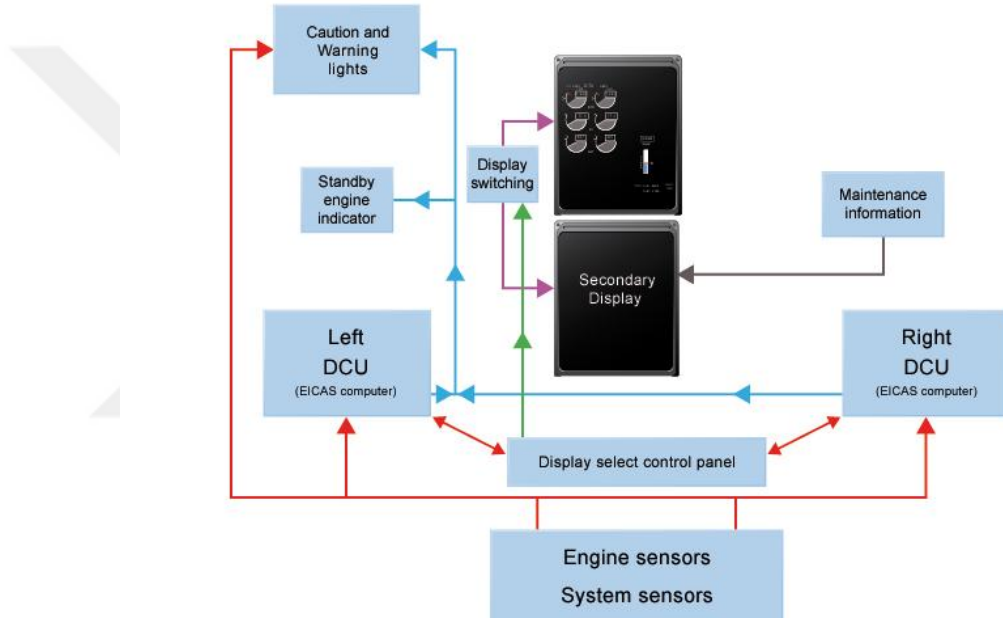 Caution and
Warning
lights
Display
switching
Standby
engine
indicator
Maintenance
information
Secondary
Display
Left
DCU
(EICAS computer)
Right
DCU
(EICAS computer)
Display select control panel
Engine sensors
System sensors